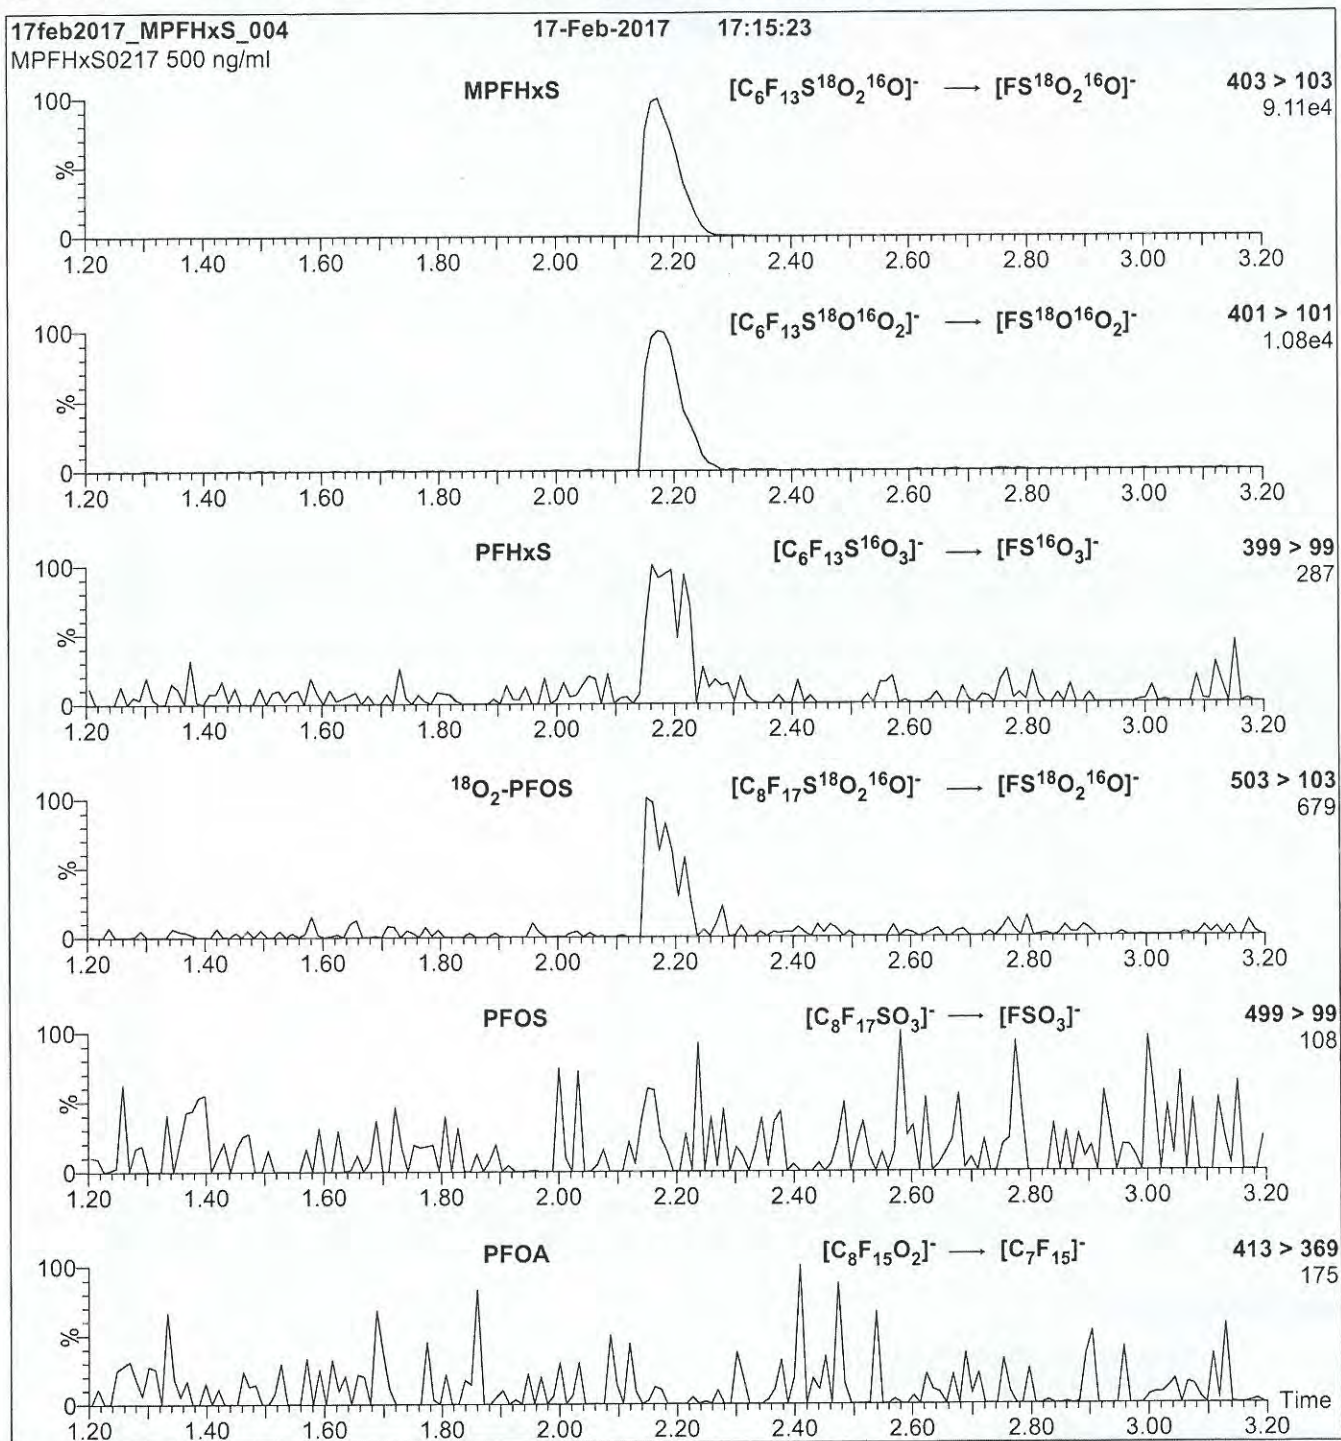 17feb2017_MPFHxS_004 17-Feb-2017 17:15:23
MPFHxS0217 500 ng/ml
MPFHxS [C₆F₁₃S¹⁸O₂¹⁶O]⁻ → [FS¹⁸O₂¹⁶O]⁻ 403 > 103
9.11e4
100
%
0
1.20 1.40 1.60 1.80 2.00 2.20 2.40 2.60 2.80 3.00 3.20
[C₆F₁₃S¹⁸O¹⁶O₂]⁻ → [FS¹⁸O¹⁶O₂]⁻ 401 > 101
1.08e4
100
%
0
1.20 1.40 1.60 1.80 2.00 2.20 2.40 2.60 2.80 3.00 3.20
PFHxS [C₆F₁₃S¹⁶O₃]⁻ → [FS¹⁶O₃]⁻ 399 > 99
287
100
%
0
1.20 1.40 1.60 1.80 2.00 2.20 2.40 2.60 2.80 3.00 3.20
¹⁸O₂-PFOS [C₈F₁₇S¹⁸O₂¹⁶O]⁻ → [FS¹⁸O₂¹⁶O]⁻ 503 > 103
679
100
%
0
1.20 1.40 1.60 1.80 2.00 2.20 2.40 2.60 2.80 3.00 3.20
PFOS [C₈F₁₇SO₃]⁻ → [FSO₃]⁻ 499 > 99
108
100
%
0
1.20 1.40 1.60 1.80 2.00 2.20 2.40 2.60 2.80 3.00 3.20
PFOA [C₈F₁₅O₂]⁻ → [C₇F₁₅]⁻ 413 > 369
175
100
%
0
Time
1.20 1.40 1.60 1.80 2.00 2.20 2.40 2.60 2.80 3.00 3.20